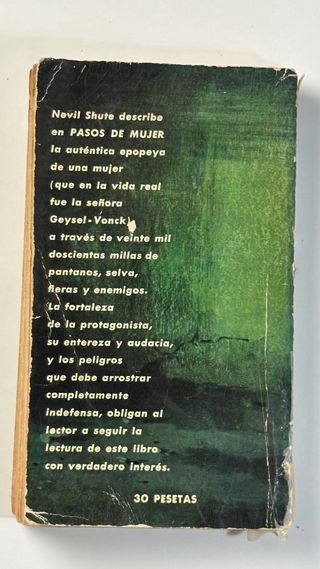 Nevil Shute describe
en PASOS DE MUJER
la auténtica epopeya
de una mujer
(que en la vida real
fue la señora
Geysel-Vonck)
a través de veinte mil
doscientas millas de
pantanos, selva,
fieras y enemigos.
La fortaleza
de la protagonista,
su entereza y audacia,
y los peligros
que debe arrostrar
completamente
indefensa, obligan al
lector a seguir la
lectura de este libro
con verdadero interés.
30 PESETAS